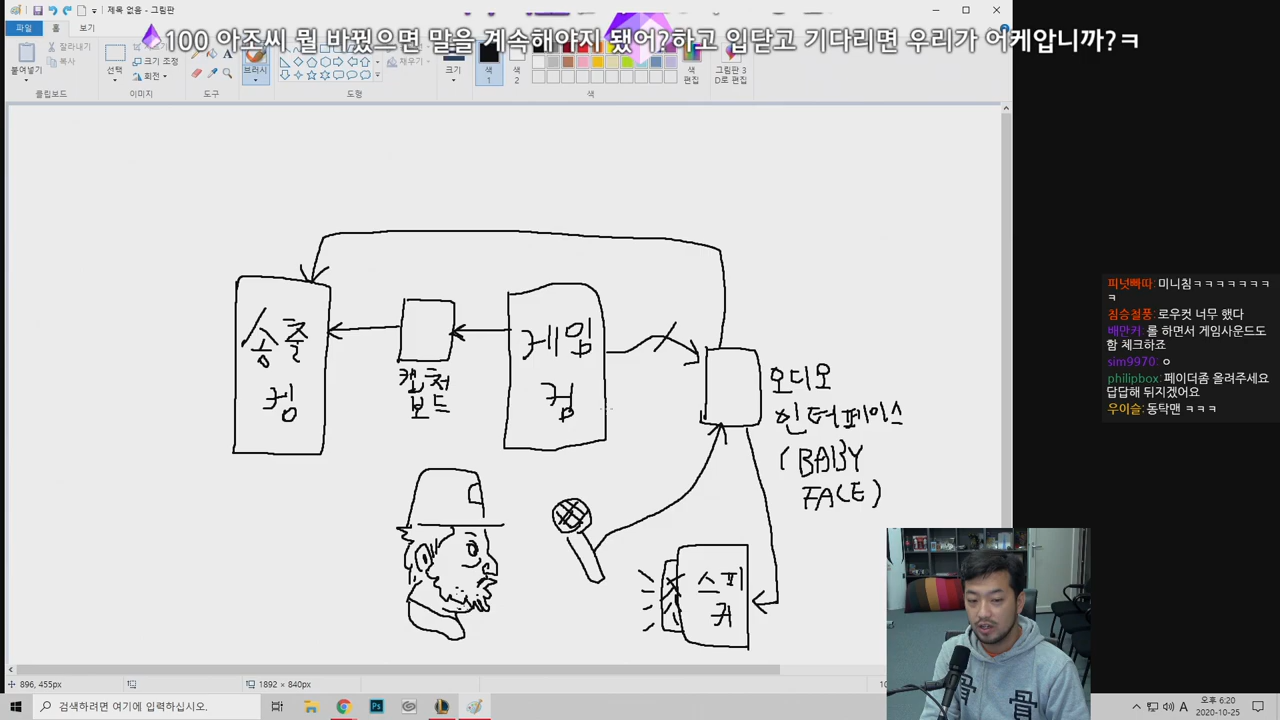 제목 없음 - 그림판
100 아조씨 뭘 바꿨으면 말을 계속해야지 됐어?하고 입닫고 기다리면 우리가 어케압니까?ㅋ
파일
홈
보기
붙여넣기
잘라내기
복사
선택
크기 조정
회전
브러시
채우기
크기
색 1
색 2
색 편집
그림판 3D로 편집
클립보드
이미지
도구
도형
색
송출
컴
캡처
보드
게임
컴
오디오
인터페이스
(BABY
FACE)
스피
커
피넛빠따: 미니침ㅋㅋㅋㅋㅋㅋㅋ
ㅋ
짐승철풍: 로우컷 너무 했다
배만키: 롤 하면서 게임사운드도
함 체크하죠
sim9970: ㅇ
philipbox: 페이더좀 올려주세요
답답해 뒤지겠어요
우이슬: 동탁맨 ㅋㅋㅋ
896, 455px
1892 × 840px
검색하려면 여기에 입력하십시오.
A
오후 6:20
2020-10-25